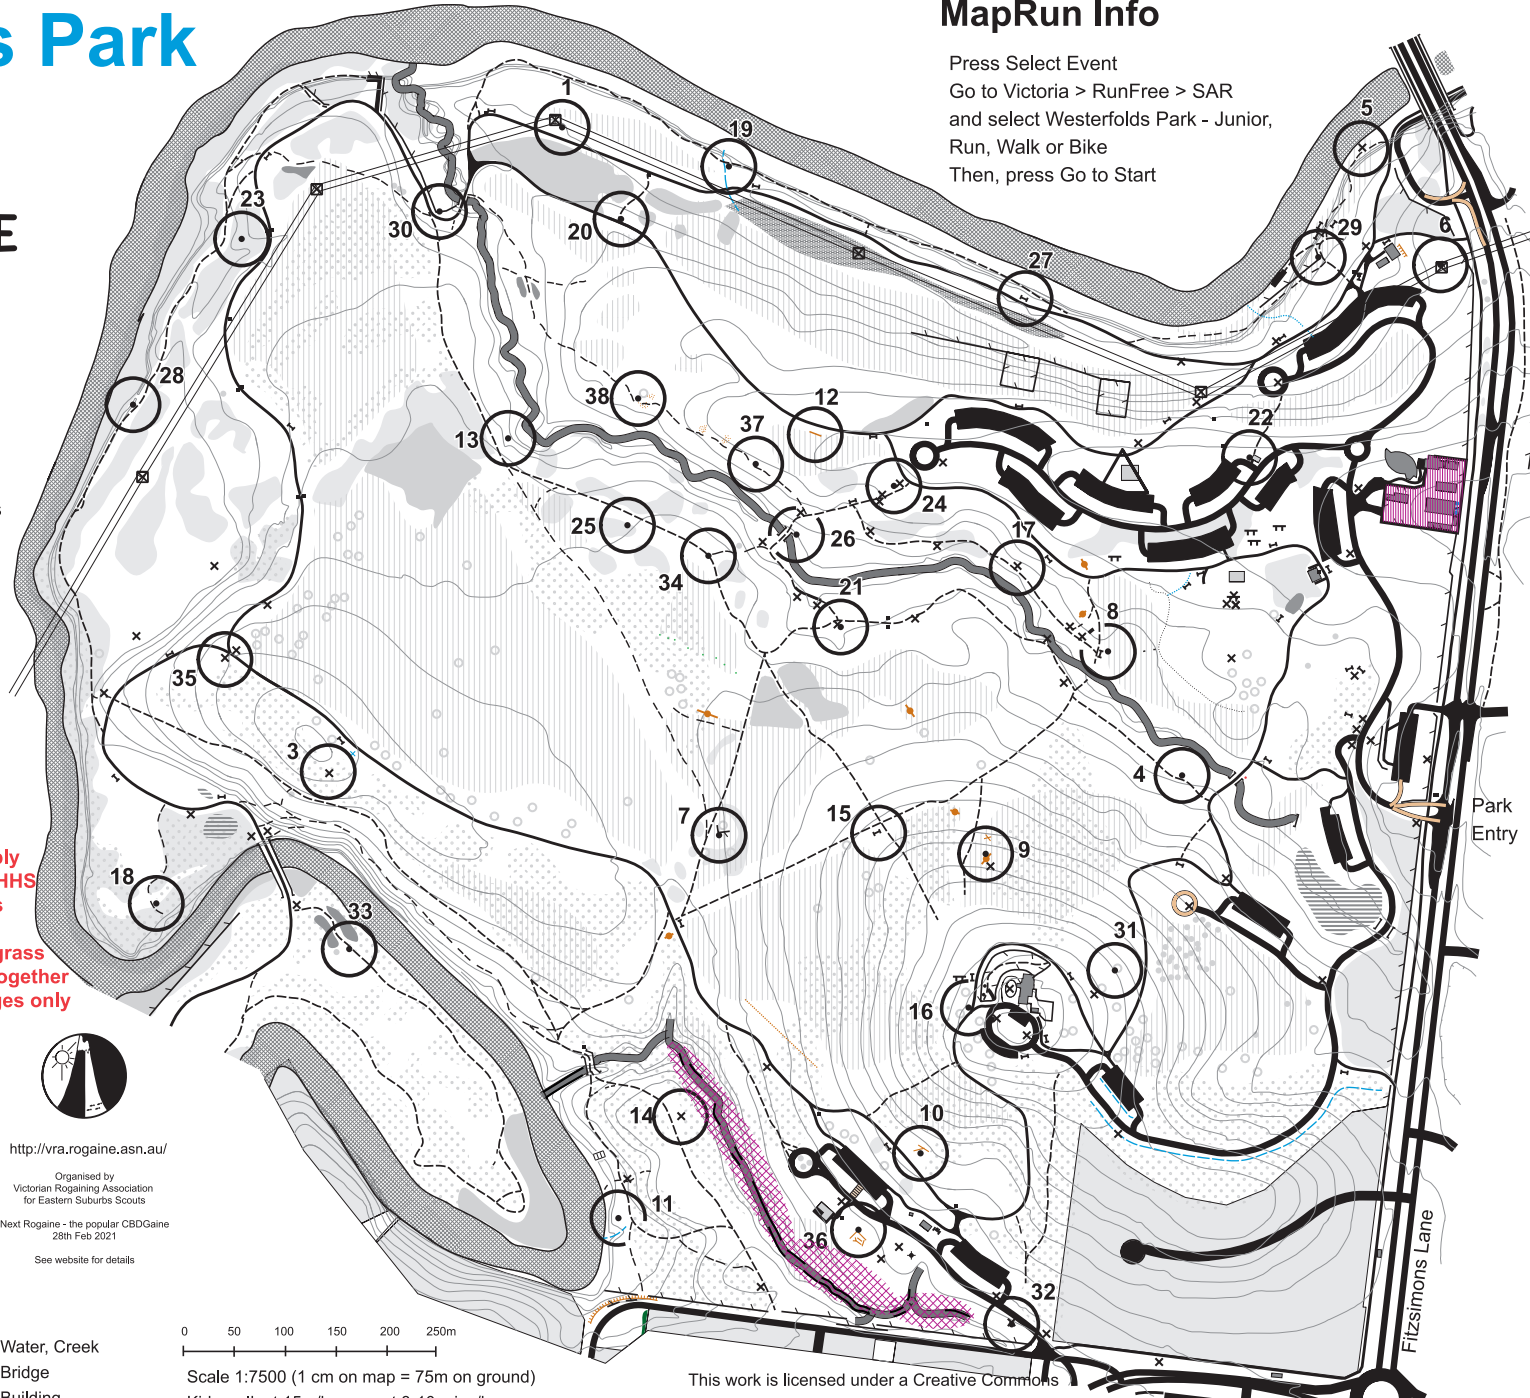 s Park
MapRun Info
Press Select Event
Go to Victoria > RunFree > SAR
and select Westerfolds Park - Junior,
Run, Walk or Bike
Then, press Go to Start
E
1
19
5
23
30
20
29
6
27
28
38
12
37
13
22
24
25
26
17
34
21
8
35
3
4
7
15
9
Park
Entry
18
33
31
16
grass
together
ges only
10
14
11
36
32
http://vra.rogaine.asn.au/
Organised by
Victorian Rogaining Association
for Eastern Suburbs Scouts
Next Rogaine - the popular CBDGaine
28th Feb 2021
See website for details
Fitzsimons Lane
0 50 100 150 200 250m
Water, Creek
Bridge
Building
Scale 1:7500 (1 cm on map = 75m on ground)
This work is licensed under a Creative Commons